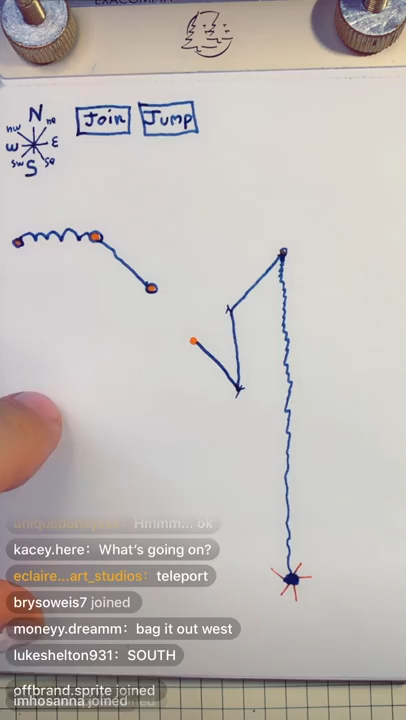 N
nw
ne
W
E
sw
S
se
Join
Jump
Hmmm... ok
kacey.here: What's going on?
eclaire...art_studios: teleport
brysoweis7 joined
moneyy.dreamm: bag it out west
lukeshelton931: SOUTH
offbrand.sprite joined
imhosanna joined